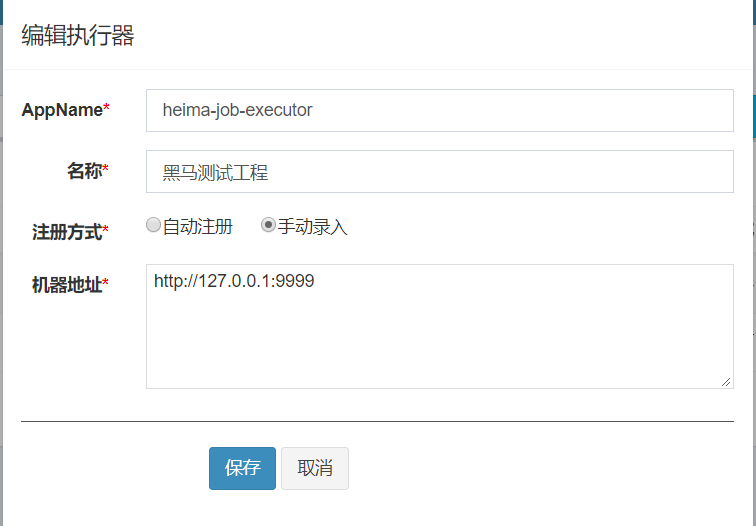 编辑执行器
AppName* heima-job-executor
名称* 黑马测试工程
注册方式* 自动注册 手动录入
机器地址* http://127.0.0.1:9999
保存 取消